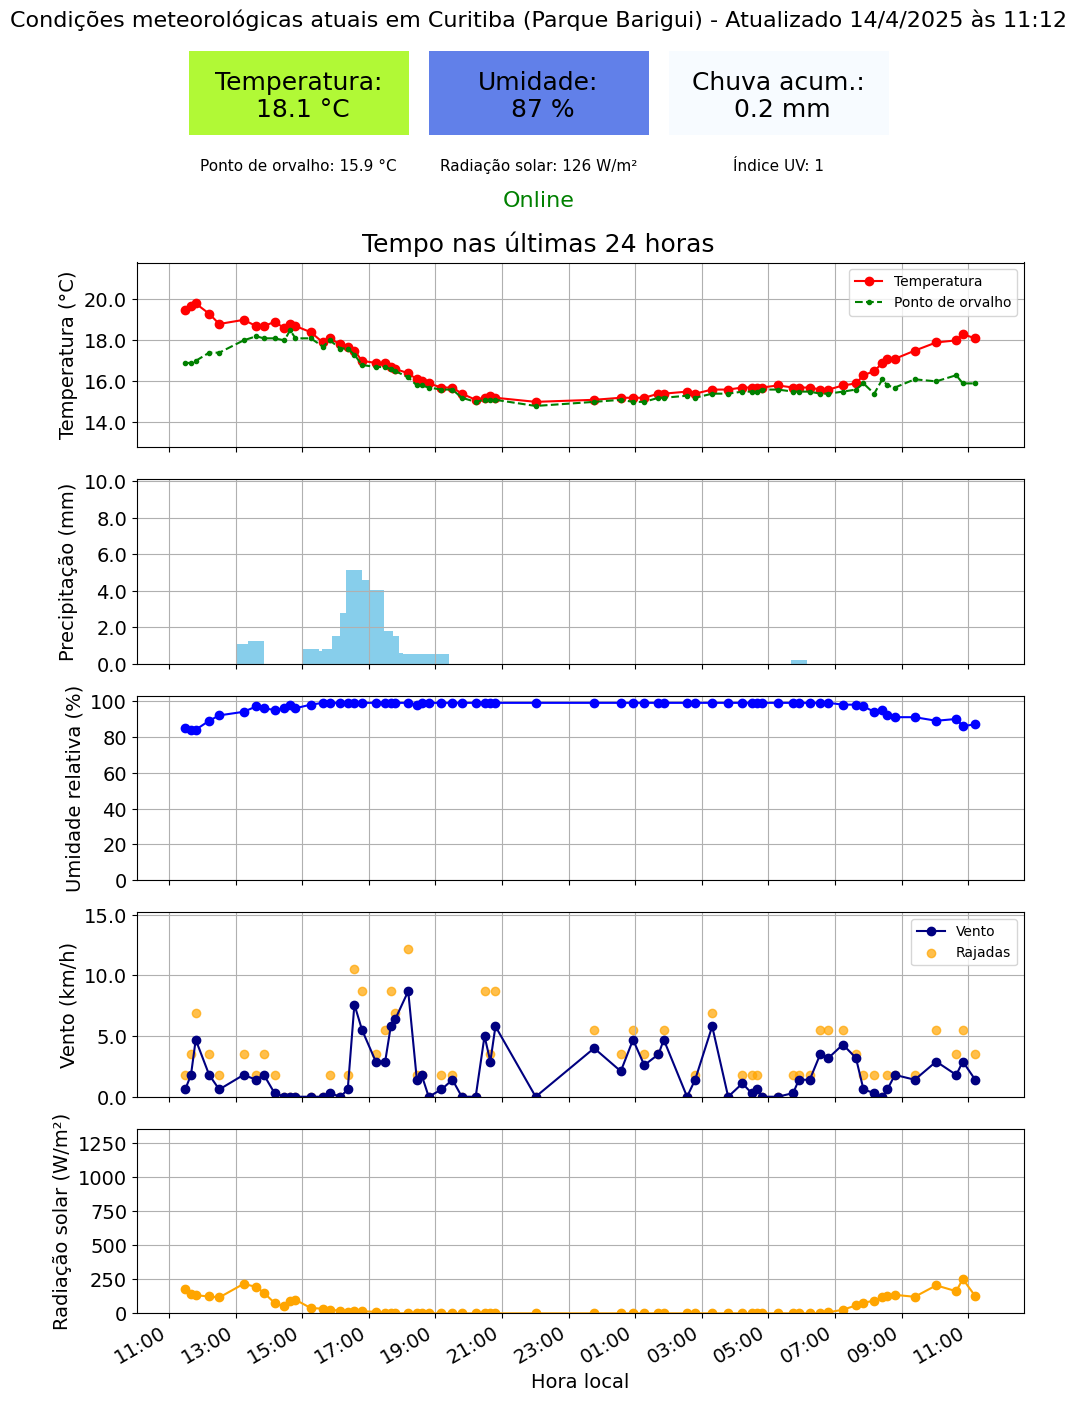 Condições meteorológicas atuais em Curitiba (Parque Barigui) - Atualizado 14/4/2025 às 11:12
Temperatura:
18.1 °C
Umidade:
87 %
Chuva acum.:
0.2 mm
Ponto de orvalho: 15.9 °C
Radiação solar: 126 W/m²
Índice UV: 1
Online
Tempo nas últimas 24 horas
Temperatura (°C)
20.0
18.0
16.0
14.0
Temperatura
Ponto de orvalho
Precipitação (mm)
10.0
8.0
6.0
4.0
2.0
0.0
Umidade relativa (%)
100
80
60
40
20
0
Vento (km/h)
15.0
10.0
5.0
0.0
Vento
Rajadas
Radiação solar (W/m²)
1250
1000
750
500
250
0
11:00
13:00
15:00
17:00
19:00
21:00
23:00
01:00
03:00
05:00
07:00
09:00
11:00
Hora local